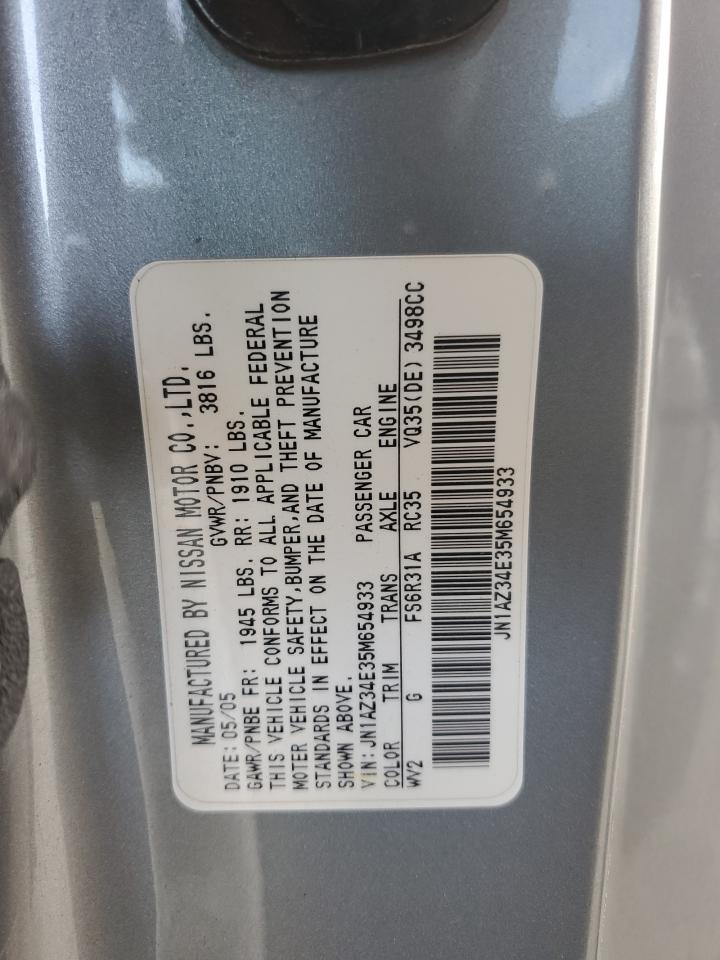 MANUFACTURED BY NISSAN MOTOR CO.,LTD.
DATE: 05/05 GVWR/PNBV: 3816 LBS.
GAWR/PNBE FR: 1945 LBS. RR: 1910 LBS.
THIS VEHICLE CONFORMS TO ALL APPLICABLE FEDERAL
MOTER VEHICLE SAFETY,BUMPER,AND THEFT PREVENTION
STANDARDS IN EFFECT ON THE DATE OF MANUFACTURE
SHOWN ABOVE.
VIN: JN1AZ34E35M654933 PASSENGER CAR
COLOR TRIM TRANS AXLE ENGINE
WV2 G FS6R31A RC35 VQ35(DE) 3498CC
JN1AZ34E35M654933